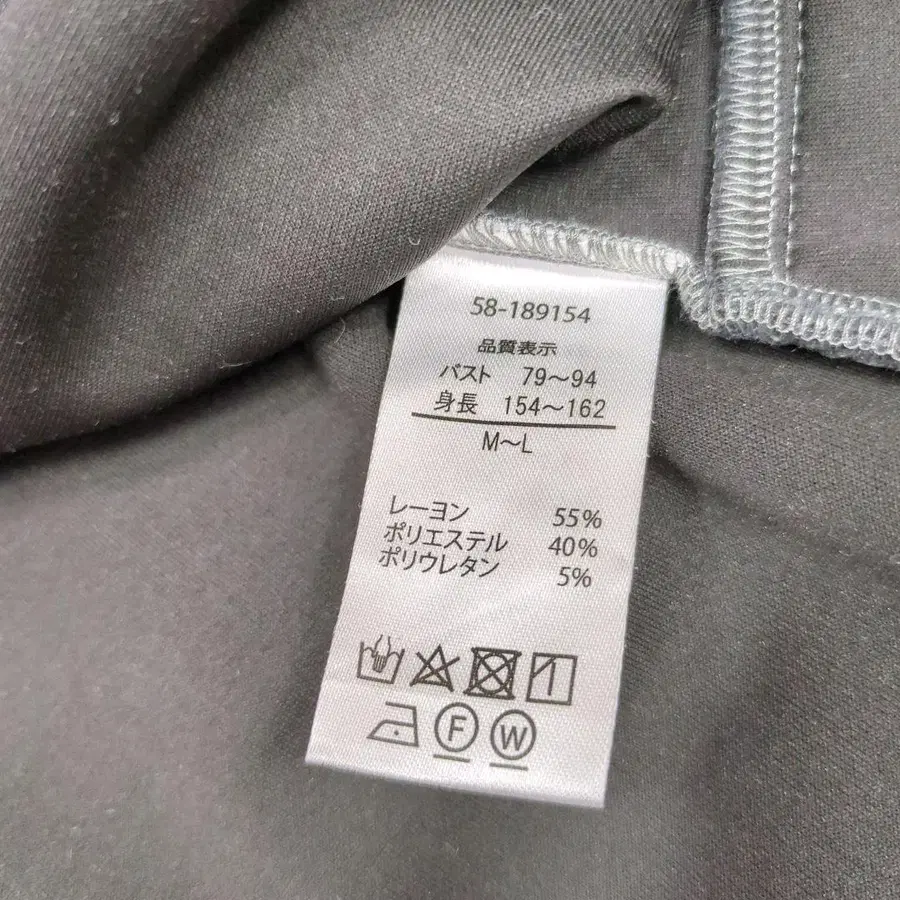 58-189154
品質表示
バスト 79～94
身長 154～162
M～L
レーヨン 55%
ポリエステル 40%
ポリウレタン 5%
F W